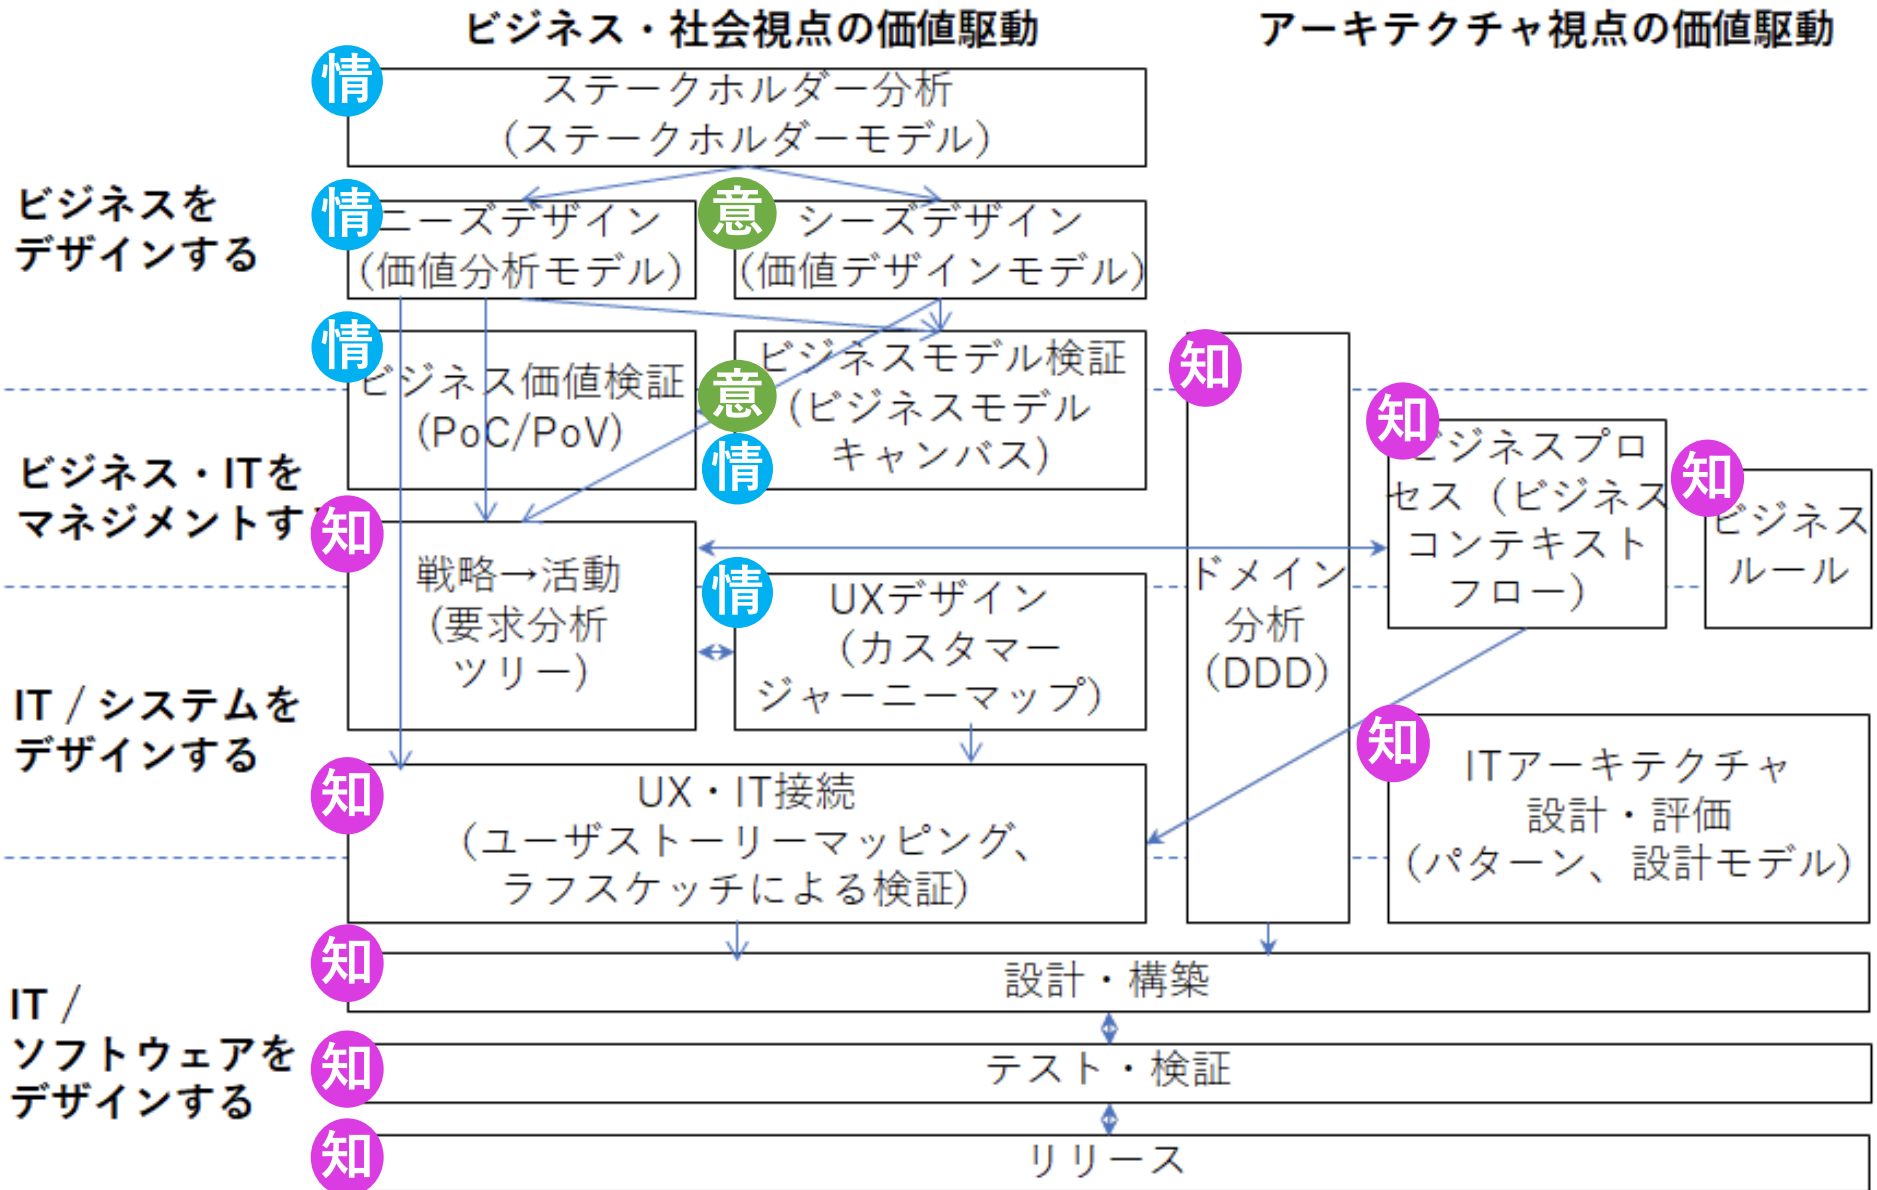 ビジネス・社会視点の価値駆動
アーキテクチャ視点の価値駆動
情
ステークホルダー分析
（ステークホルダーモデル）
ビジネスを
デザインする
情
ニーズデザイン
（価値分析モデル）
意
シーズデザイン
（価値デザインモデル）
情
ビジネス価値検証
(PoC/PoV)
意
情
ビジネスモデル検証
（ビジネスモデル
キャンバス）
ビジネス・ITを
マネジメントす
知
戦略→活動
(要求分析
ツリー)
情
UXデザイン
（カスタマー
ジャーニーマップ）
知
ドメイン
分析
（DDD）
知
ビジネスプロ
セス（ビジネス
コンテキスト
フロー）
知
ビジネス
ルール
IT / システムを
デザインする
知
UX・IT接続
（ユーザストーリーマッピング、
ラフスケッチによる検証）
知
ITアーキテクチャ
設計・評価
（パターン、設計モデル）
IT /
ソフトウェアを
デザインする
知
設計・構築
知
テスト・検証
知
リリース